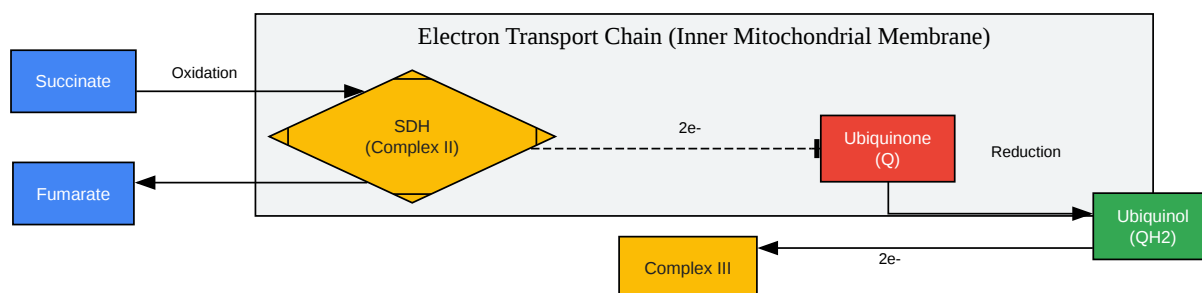 Electron Transport Chain (Inner Mitochondrial Membrane)
Succinate
Oxidation
SDH
(Complex II)
2e-
Ubiquinone
(Q)
Reduction
Fumarate
Ubiquinol
(QH2)
Complex III
2e-